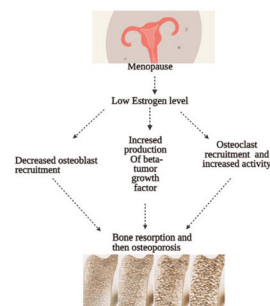 Menopause
Low Estrogen level
Decreased osteoblast
recruitment
Incresed
production
Of beta-
tumor
growth
factor
Osteoclast
recruitment and
increased activity
Bone resorption and
then osteoporosis